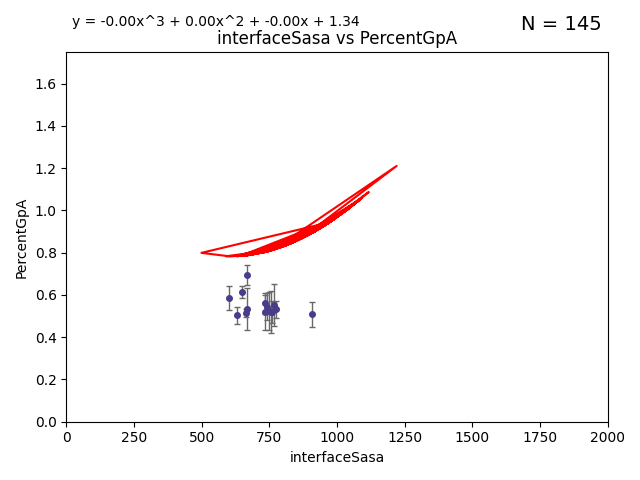 y = -0.00x^3 + 0.00x^2 + -0.00x + 1.34
N = 145
interfaceSasa vs PercentGpA
1.6
1.4
1.2
1.0
0.8
0.6
0.4
0.2
0.0
PercentGpA
0 250 500 750 1000 1250 1500 1750 2000
interfaceSasa